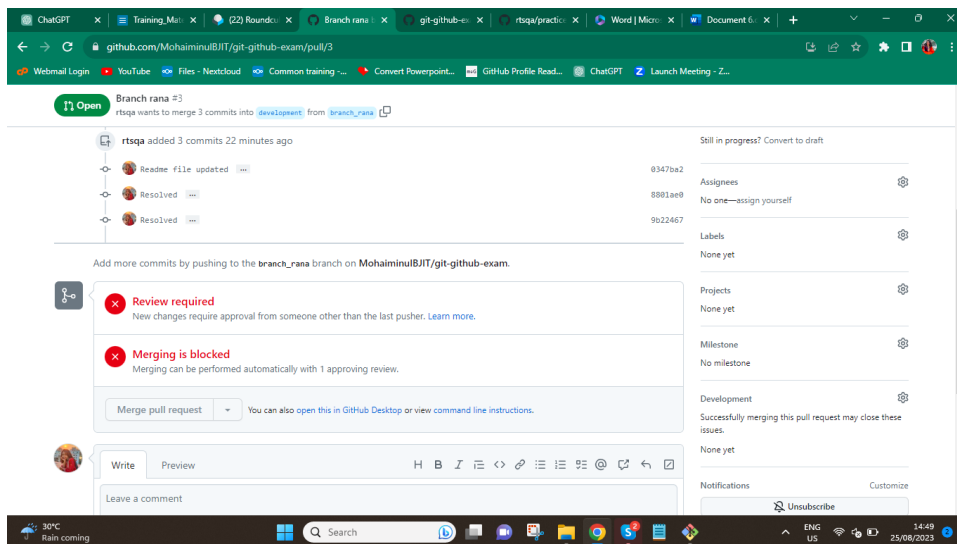 ChatGPT
Training_Mate
(22) Roundcu
Branch rana b
git-github-ex
rtsqa/practice
Word | Micros
Document 6.
github.com/MohaiminulBJIT/git-github-exam/pull/3
Webmail Login
YouTube
Files - Nextcloud
Common training -...
Convert Powerpoint...
GitHub Profile Read...
ChatGPT
Launch Meeting - Z...
Open
Branch rana #3
rtsqa wants to merge 3 commits into development from branch_rana
rtsqa added 3 commits 22 minutes ago
Readme file updated ...
0347ba2
Resolved ...
8801ae0
Resolved ...
9b22467
Add more commits by pushing to the branch_rana branch on MohaiminulBJIT/git-github-exam.
Review required
New changes require approval from someone other than the last pusher. Learn more.
Merging is blocked
Merging can be performed automatically with 1 approving review.
Merge pull request
You can also open this in GitHub Desktop or view command line instructions.
Write
Preview
Leave a comment
Still in progress? Convert to draft
Assignees
No one—assign yourself
Labels
None yet
Projects
None yet
Milestone
No milestone
Development
Successfully merging this pull request may close these
issues.
None yet
Notifications
Customize
Unsubscribe
30°C
Rain coming
Search
ENG
US
14:49
25/08/2023